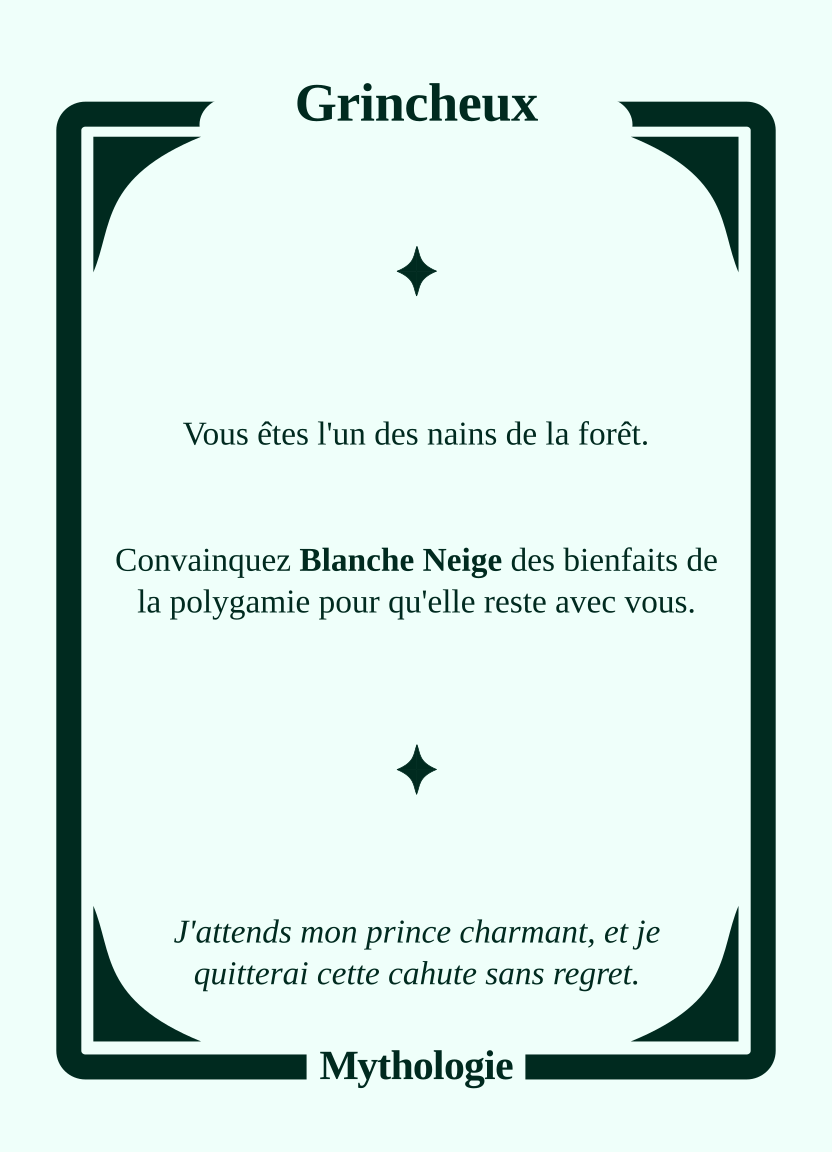 Grincheux
Vous êtes l'un des nains de la forêt.
Convainquez Blanche Neige des bienfaits de
la polygamie pour qu'elle reste avec vous.
J'attends mon prince charmant, et je
quitterai cette cahute sans regret.
Mythologie